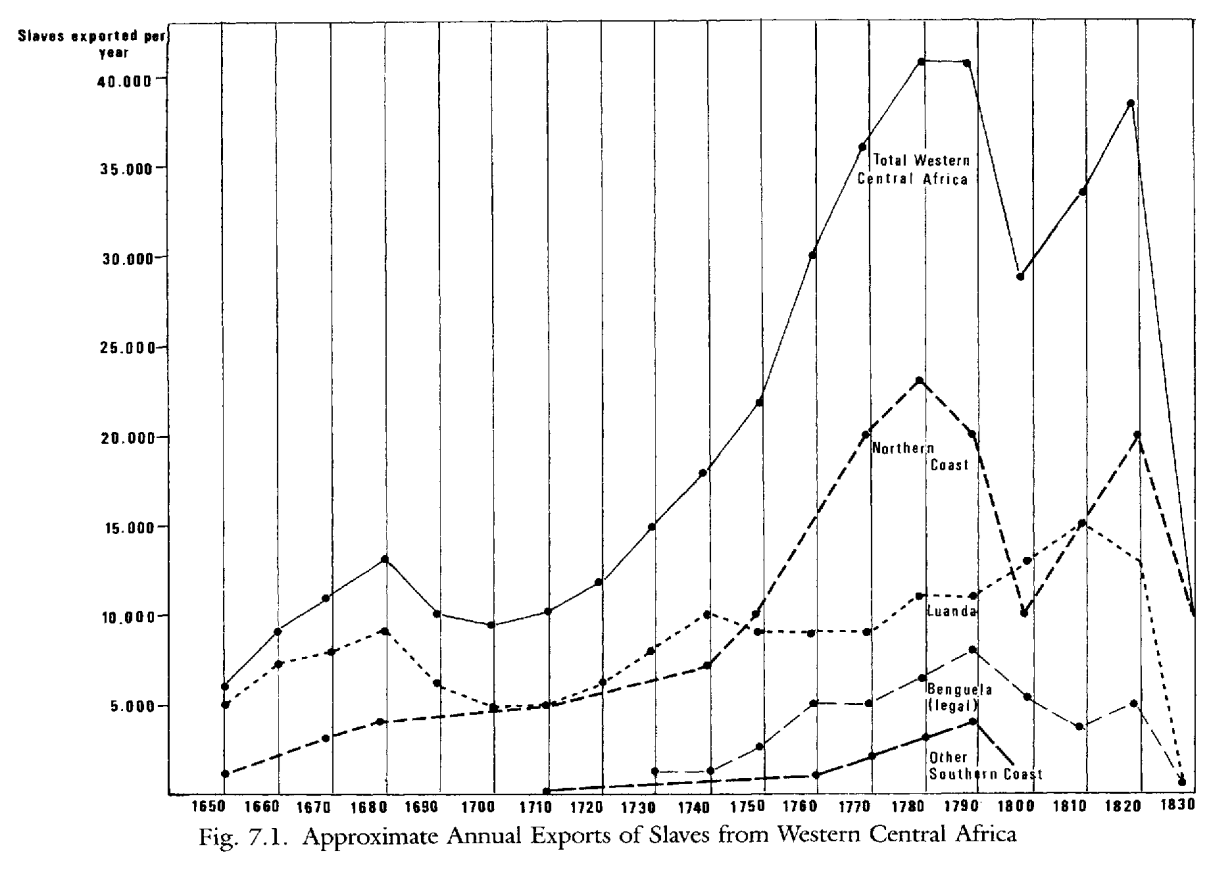 Slaves exported per
year
40.000
35.000
30.000
25.000
20.000
15.000
10.000
5.000
Total Western
Central Africa
Northern
Coast
Luanda
Benguela
(legal)
Other
Southern Coast
1650 1660 1670 1680 1690 1700 1710 1720 1730 1740 1750 1760 1770 1780 1790 1800 1810 1820 1830
Fig. 7.1. Approximate Annual Exports of Slaves from Western Central Africa